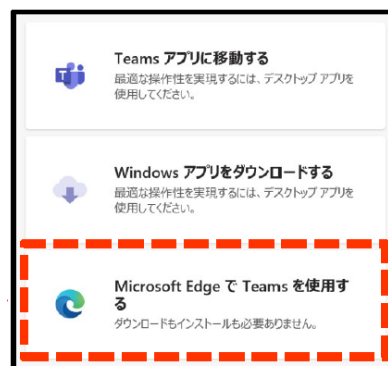 Teams アプリに移動する
最適な操作性を実現するには、デスクトップ アプリを
使用してください。
Windows アプリをダウンロードする
最適な操作性を実現するには、デスクトップ アプリを
使用してください。
Microsoft Edge で Teams を使用す
る
ダウンロードもインストールも必要ありません。